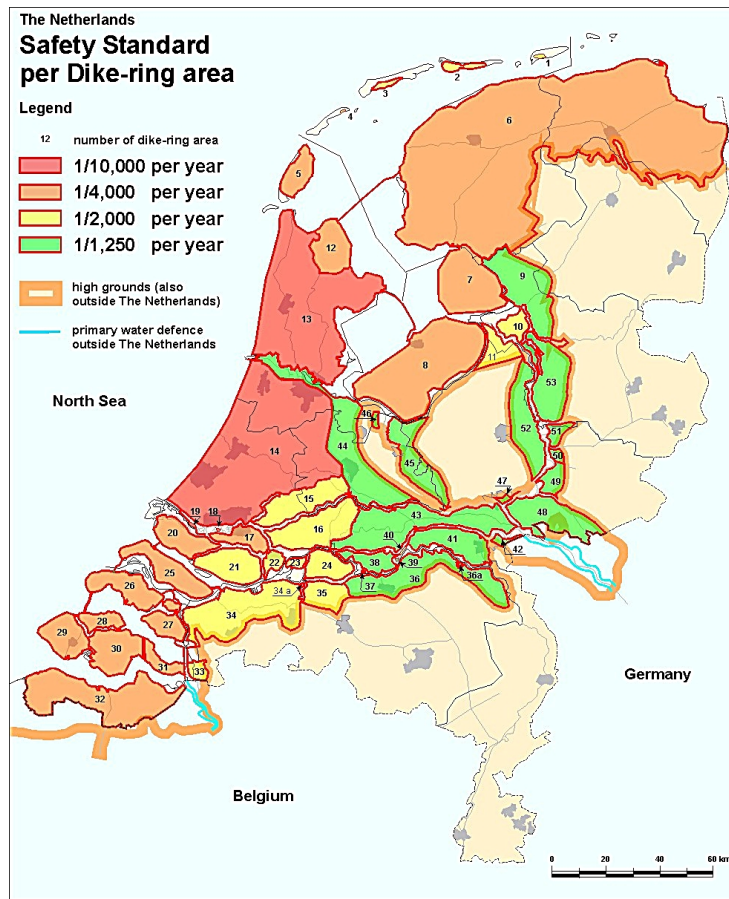 The Netherlands
Safety Standard
per Dike-ring area
Legend
12 number of dike-ring area
1/10,000 per year
1/4,000 per year
1/2,000 per year
1/1,250 per year
high grounds (also
outside The Netherlands)
primary water defence
outside The Netherlands
North Sea
Belgium
Germany
1
2
3
4
5
6
7
8
9
10
11
12
13
14
15
16
17
18
19
20
21
22
23
24
25
26
27
28
29
30
31
32
33
34
34 a
35
36
36a
37
38
39
40
41
42
43
44
45
46
47
48
49
50
51
52
53
0 20 40 60 km